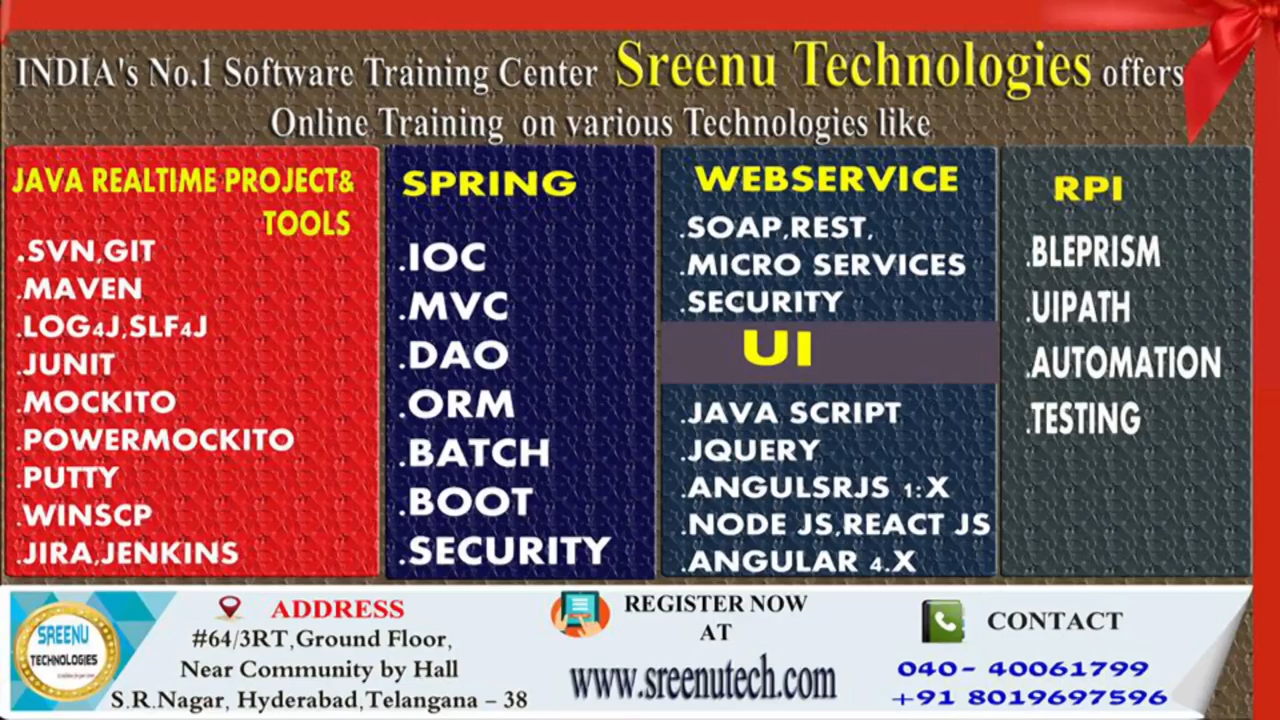 INDIA's No.1 Software Training Center Sreenu Technologies offers
Online Training on various Technologies like
JAVA REALTIME PROJECT&
TOOLS
.SVN,GIT
.MAVEN
.LOG4J,SLF4J
.JUNIT
.MOCKITO
.POWERMOCKITO
.PUTTY
.WINSCP
.JIRA,JENKINS
SPRING
.IOC
.MVC
.DAO
.ORM
.BATCH
.BOOT
.SECURITY
WEBSERVICE
.SOAP,REST,
.MICRO SERVICES
.SECURITY
UI
.JAVA SCRIPT
.JQUERY
.ANGULSRJS 1:X
.NODE JS,REACT JS
.ANGULAR 4.X
RPI
.BLEPRISM
.UIPATH
.AUTOMATION
.TESTING
SREENU
TECHNOLOGIES
ADDRESS
#64/3RT,Ground Floor,
Near Community by Hall
S.R.Nagar, Hyderabad,Telangana – 38
REGISTER NOW
AT
www.sreenutech.com
CONTACT
040- 40061799
+91 8019697596